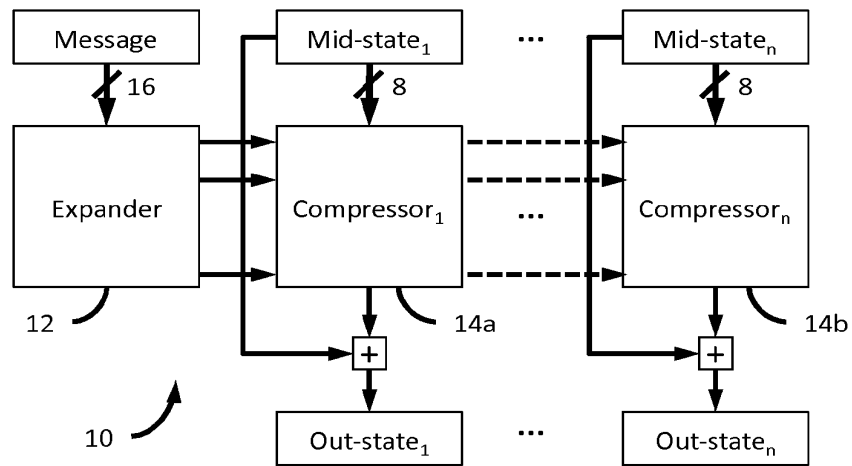 Message
Mid-state₁
...
Mid-stateₙ
16
8
8
Expander
Compressor₁
...
Compressorₙ
12
14a
14b
+
+
10
Out-state₁
...
Out-stateₙ